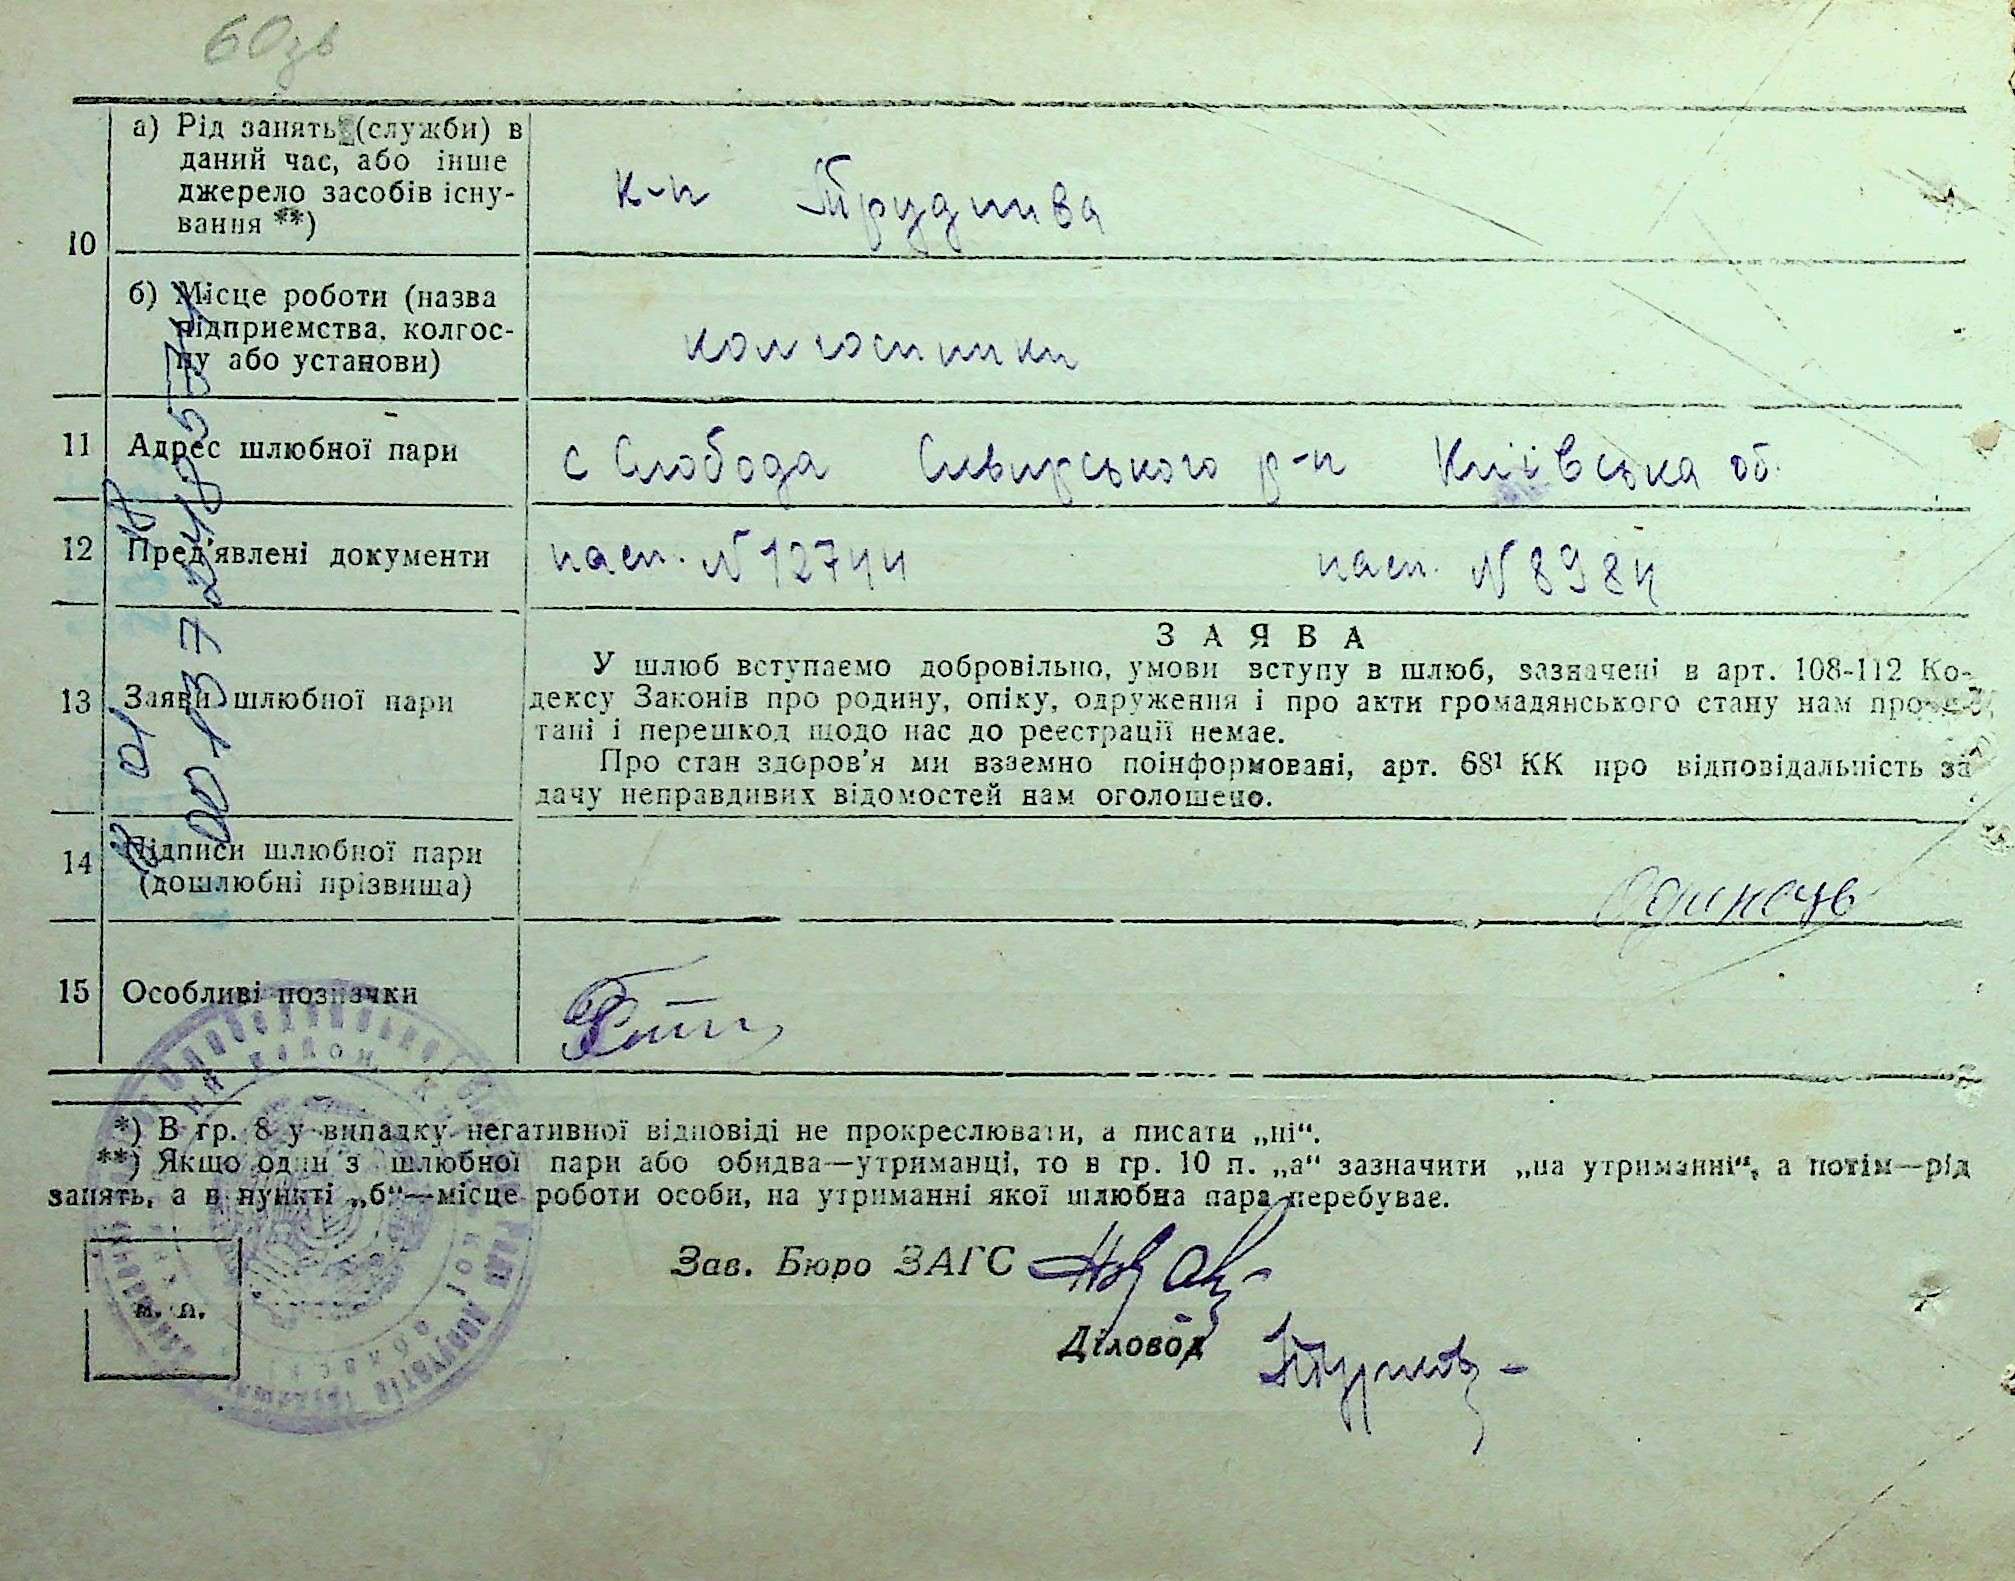 60зв
10
а) Рід занять (служби) в
даний час, або інше
джерело засобів існу-
вання **)
к-п Труднива
б) Місце роботи (назва
підприємства, колгос-
пу або установи)
колгоспники
11 Адрес шлюбної пари
с Слобода Сквирського р-н Київська об.
12 Пред'явлені документи
пасп. N 12744 пасп. N 8984
13 Заяви шлюбної пари
ЗАЯВА
У шлюб вступаємо добровільно, умови вступу в шлюб, зазначені в арт. 108-112 Ко-
дексу Законів про родину, опіку, одруження і про акти громадянського стану нам прочи-
тані і перешкод щодо нас до реєстрації немає.
Про стан здоров'я ми взаємно поінформовані, арт. 68¹ КК про відповідальність за
дачу неправдивих відомостей нам оголошено.
14 Підписи шлюбної пари
(дошлюбні прізвища)
Одинець
15 Особливі позначки
*) В гр. 8 у випадку негативної відповіді не прокреслювати, а писати „ні“.
**) Якщо один з шлюбної пари або обидва—утриманці, то в гр. 10 п. „а“ зазначити „на утриманні“, а потім—рід
занять, а в пункті „б“—місце роботи особи, на утриманні якої шлюбна пара перебуває.
Зав. Бюро ЗАГС
м. п.
Діловод